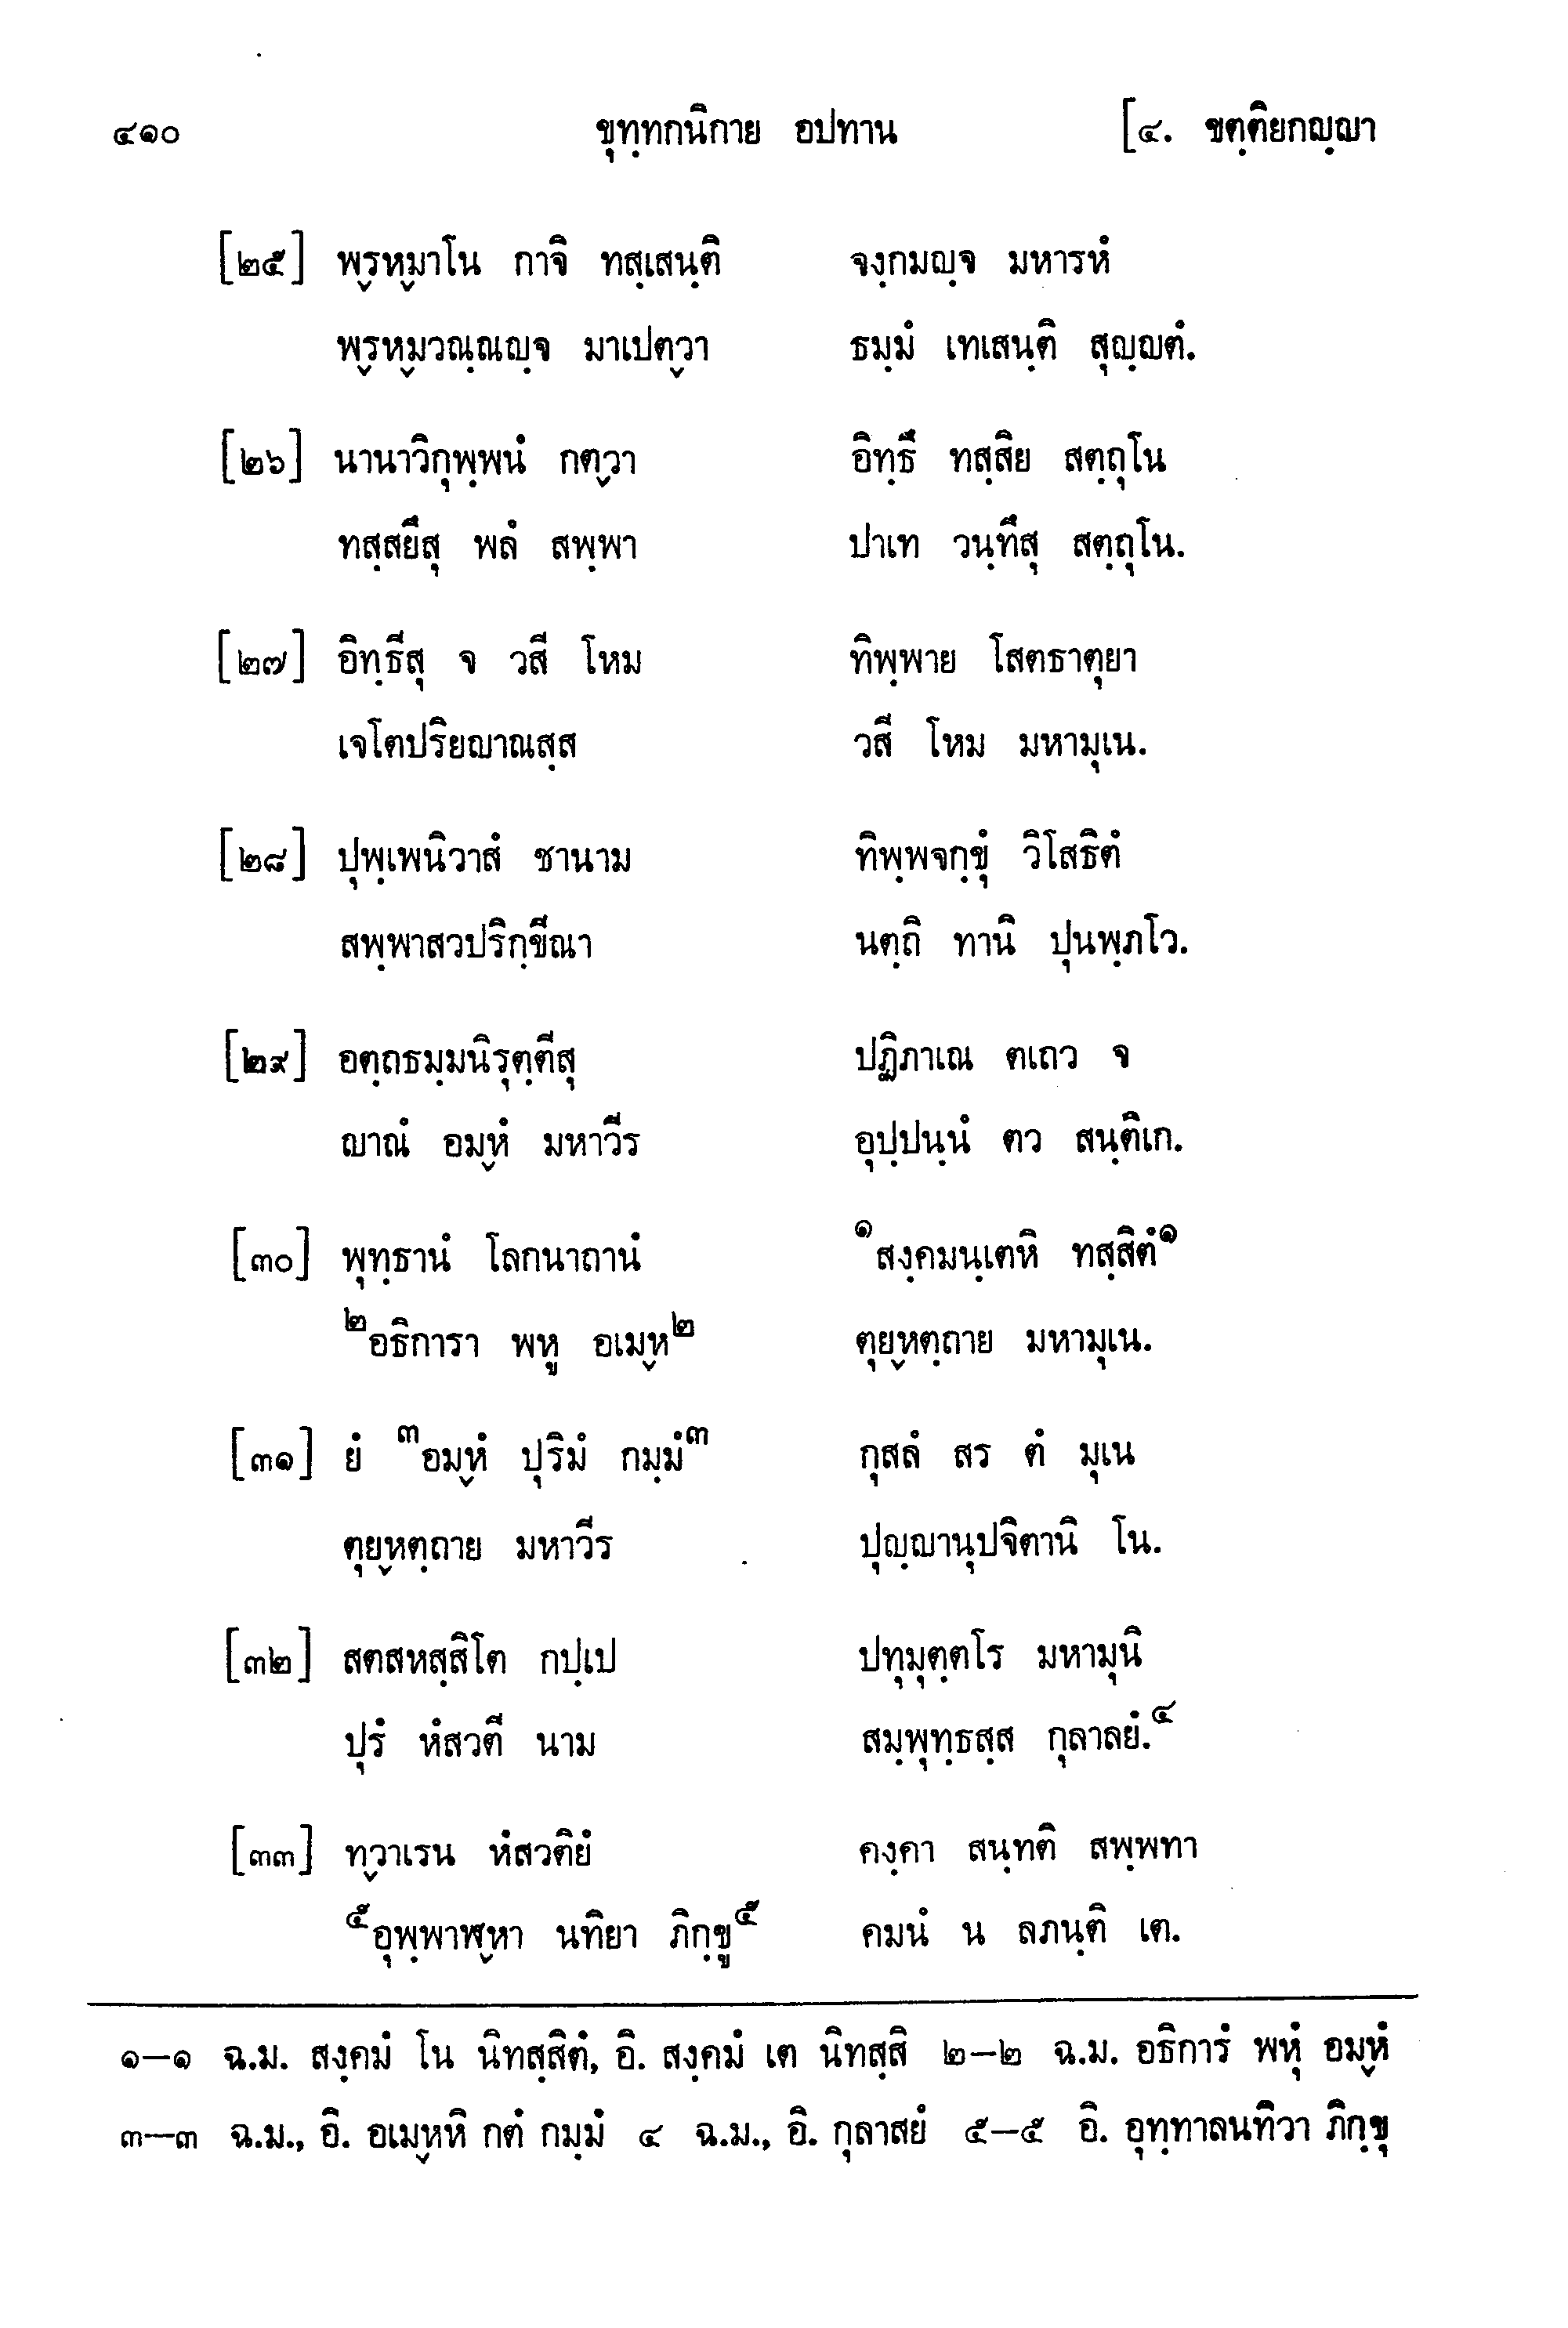 ๔๑๐ ขุทฺทกนิกาย อปทาน [๔. ขตฺติยกญฺญา
[๒๕] พฺรหฺมาโน กาจิ ทสฺเสนฺติ จงฺกมญฺจ มหารหํ
พฺรหฺมวณฺณญฺจ มาเปตฺวา ธมฺมํ เทเสนฺติ สุญฺญตํ.
[๒๖] นานาวิกุพฺพนํ กตฺวา อิทฺธึ ทสฺสิย สตฺถุโน
ทสฺสยึสุ พลํ สพฺพา ปาเท วนฺทึสุ สตฺถุโน.
[๒๗] อิทฺธีสุ จ วสี โหม ทิพฺพาย โสตธาตุยา
เจโตปริยญาณสฺส วสี โหม มหามุเน.
[๒๘] ปุพฺเพนิวาสํ ชานาม ทิพฺพจกฺขุํ วิโสธิตํ
สพฺพาสวปริกฺขีณา นตฺถิ ทานิ ปุนพฺภโว.
[๒๙] อตฺถธมฺมนิรุตฺตีสุ ปฏิภาเณ ตเถว จ
ญาณํ อมฺหํ มหาวีร อุปฺปนฺนํ ตว สนฺติเก.
[๓๐] พุทฺธานํ โลกนาถานํ ๑สงฺคมนฺเตหิ ทสฺสิตํ๑
๒อธิการา พหู อเมฺห๒ ตุยฺหตฺถาย มหามุเน.
[๓๑] ยํ ๓อมฺหํ ปุริมํ กมฺมํ๓ กุสลํ สร ตํ มุเน
ตุยฺหตฺถาย มหาวีร ปุญฺญานุปจิตานิ โน.
[๓๒] สตสหสฺสิโต กปฺเป ปทุมุตฺตโร มหามุนิ
ปุรํ หํสวตี นาม สมฺพุทฺธสฺส กุลาลยํ.๔
[๓๓] ทฺวาเรน หํสวติยํ คงฺคา สนฺทติ สพฺพทา
๕อุพฺพาฬฺหา นทิยา ภิกฺขู๕ คมนํ น ลภนฺติ เต.
๑–๑ ฉ.ม. สงฺคมํ โน นิทสฺสิตํ, อิ. สงฺคมํ เต นิทสฺสิ ๒–๒ ฉ.ม. อธิการํ พหุํ อมฺหํ
๓–๓ ฉ.ม., อิ. อเมฺหหิ กตํ กมฺมํ ๔ ฉ.ม., อิ. กุลาสยํ ๕–๕ อิ. อุทฺทาลนทิวา ภิกฺขุ